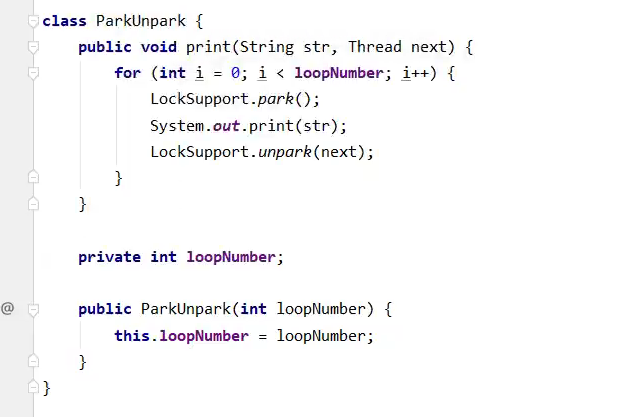 class ParkUnpark {
public void print(String str, Thread next) {
for (int i = 0; i < loopNumber; i++) {
LockSupport.park();
System.out.print(str);
LockSupport.unpark(next);
}
}
private int loopNumber;
@ public ParkUnpark(int loopNumber) {
this.loopNumber = loopNumber;
}
}